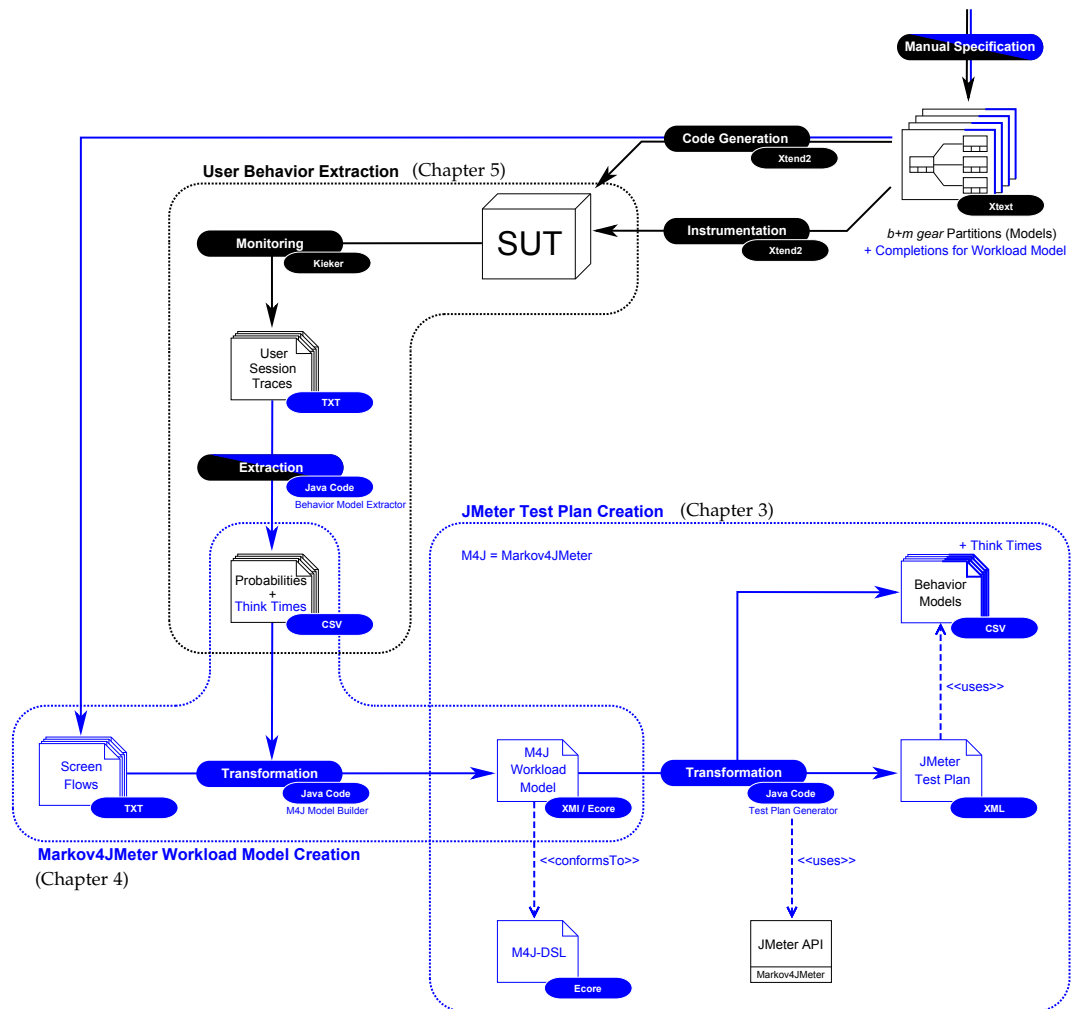 Manual Specification
Code Generation
Xtend2
User Behavior Extraction (Chapter 5)
Xtext
SUT
Instrumentation
Xtend2
b+m gear Partitions (Models)
+ Completions for Workload Model
Monitoring
Kieker
User
Session
Traces
TXT
Extraction
Java Code
Behavior Model Extractor
JMeter Test Plan Creation (Chapter 3)
M4J = Markov4JMeter
+ Think Times
Probabilities
+
Think Times
CSV
Behavior
Models
CSV
<<uses>>
Screen
Flows
TXT
Transformation
Java Code
M4J Model Builder
M4J
Workload
Model
XMI / Ecore
Transformation
Java Code
Test Plan Generator
JMeter
Test Plan
XML
Markov4JMeter Workload Model Creation
(Chapter 4)
<<conformsTo>>
<<uses>>
M4J-DSL
Ecore
JMeter API
Markov4JMeter